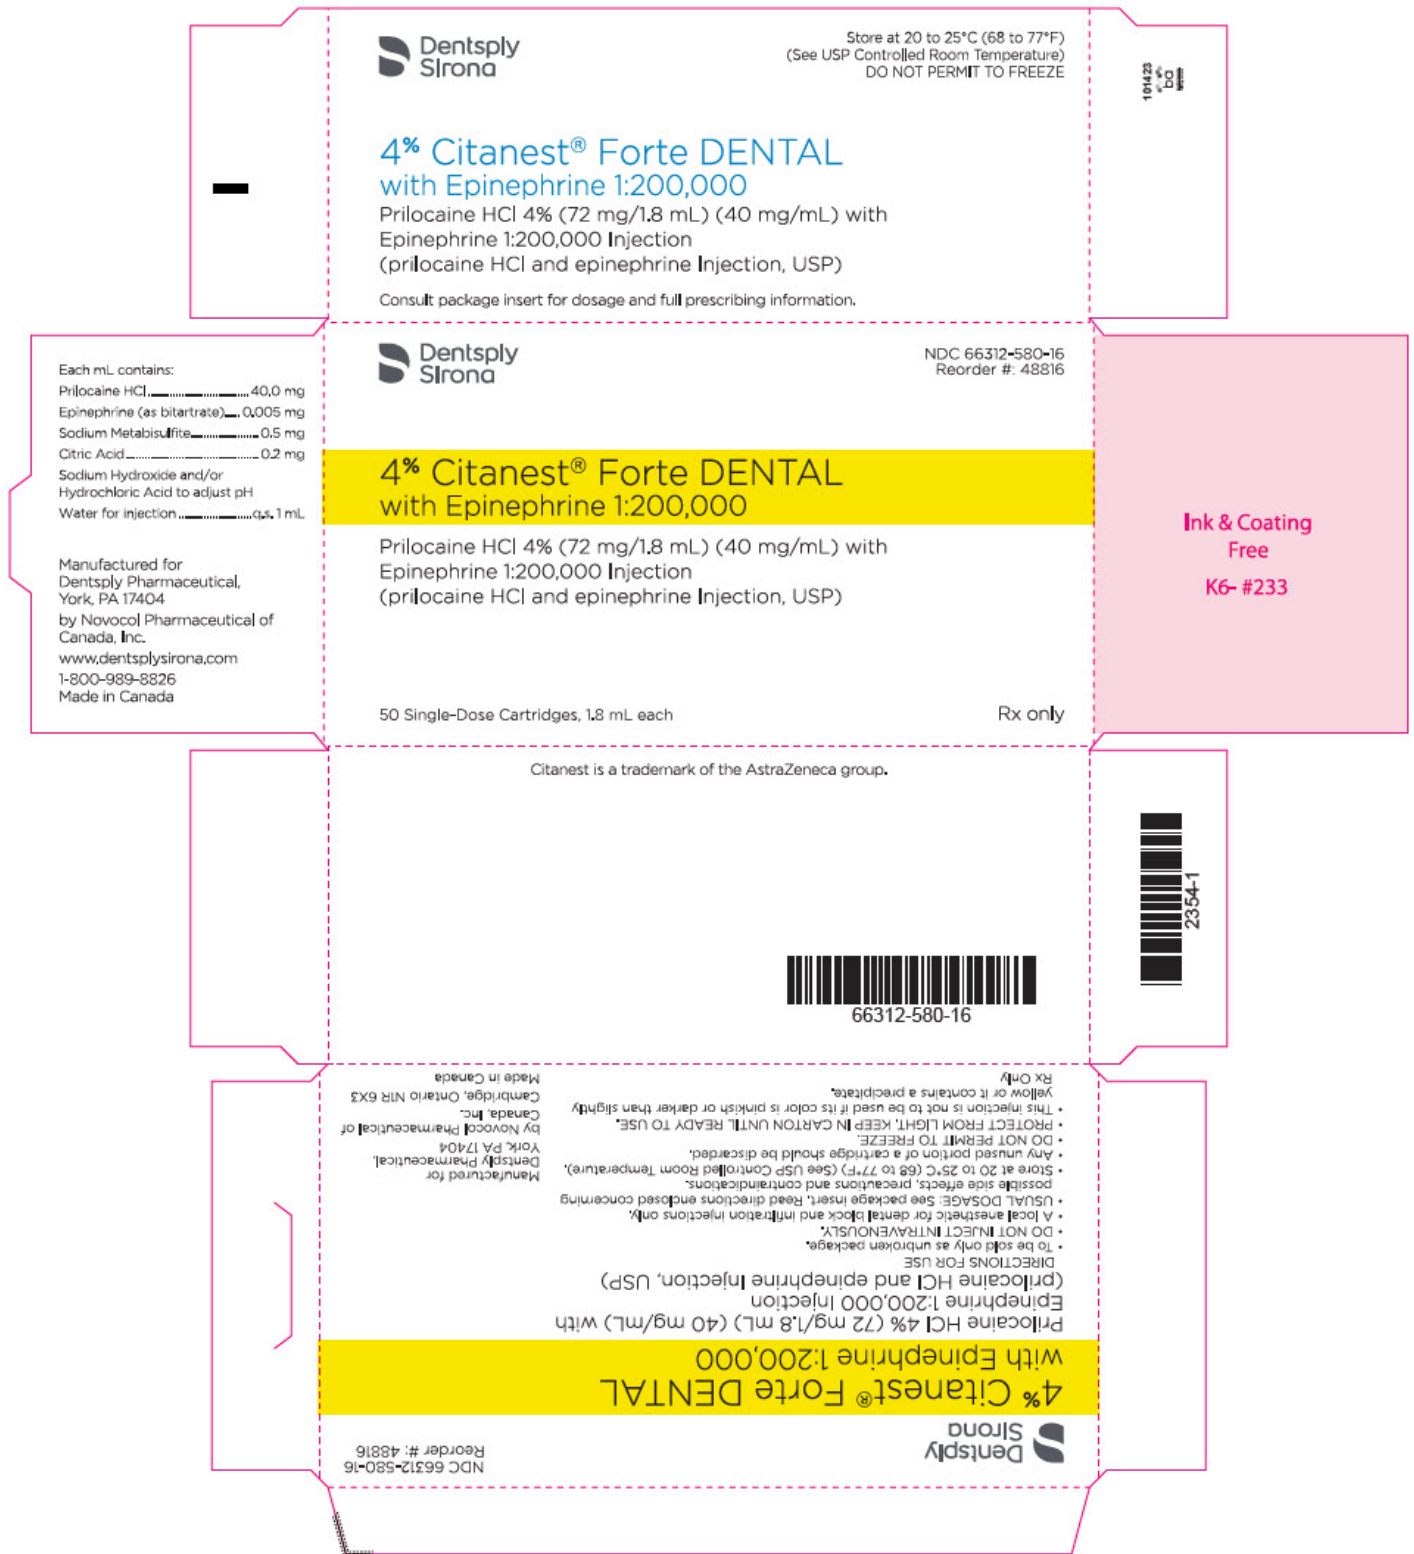 Dentsply
Sirona
Store at 20 to 25°C (68 to 77°F)
(See USP Controlled Room Temperature)
DO NOT PERMIT TO FREEZE
101423
4% Citanest® Forte DENTAL
with Epinephrine 1:200,000
Prilocaine HCl 4% (72 mg/1.8 mL) (40 mg/mL) with
Epinephrine 1:200,000 Injection
(prilocaine HCl and epinephrine Injection, USP)
Consult package insert for dosage and full prescribing information.
Each mL contains:
Prilocaine HCl.......................... 40.0 mg
Epinephrine (as bitartrate).... 0.005 mg
Sodium Metabisulfite.................. 0.5 mg
Citric Acid.................................. 0.2 mg
Sodium Hydroxide and/or
Hydrochloric Acid to adjust pH
Water for injection...................q.s. 1 mL
Manufactured for
Dentsply Pharmaceutical,
York, PA 17404
by Novocol Pharmaceutical of
Canada, Inc.
www.dentsplysirona.com
1-800-989-8826
Made in Canada
Dentsply
Sirona
NDC 66312-580-16
Reorder #: 48816
4% Citanest® Forte DENTAL
with Epinephrine 1:200,000
Prilocaine HCl 4% (72 mg/1.8 mL) (40 mg/mL) with
Epinephrine 1:200,000 Injection
(prilocaine HCl and epinephrine Injection, USP)
50 Single-Dose Cartridges, 1.8 mL each
Rx only
Ink & Coating
Free
K6- #233
Citanest is a trademark of the AstraZeneca group.
66312-580-16
2354-1
Dentsply
Sirona
NDC 66312-580-16
Reorder #: 48816
4% Citanest® Forte DENTAL
with Epinephrine 1:200,000
Prilocaine HCl 4% (72 mg/1.8 mL) (40 mg/mL) with
Epinephrine 1:200,000 Injection
(prilocaine HCl and epinephrine Injection, USP)
DIRECTIONS FOR USE
• To be sold only as unbroken package.
• DO NOT INJECT INTRAVENOUSLY.
• A local anesthetic for dental block and infiltration injections only.
• USUAL DOSAGE: See package insert. Read directions enclosed concerning
possible side effects, precautions and contraindications.
• Store at 20 to 25°C (68 to 77°F) (See USP Controlled Room Temperature).
• Any unused portion of a cartridge should be discarded.
• DO NOT PERMIT TO FREEZE.
• PROTECT FROM LIGHT. KEEP IN CARTON UNTIL READY TO USE.
• This injection is not to be used if its color is pinkish or darker than slightly
yellow or it contains a precipitate.
Rx Only
Manufactured for
Dentsply Pharmaceutical,
York, PA 17404
by Novocol Pharmaceutical of
Canada, Inc.
Cambridge, Ontario N1R 6X3
Made in Canada